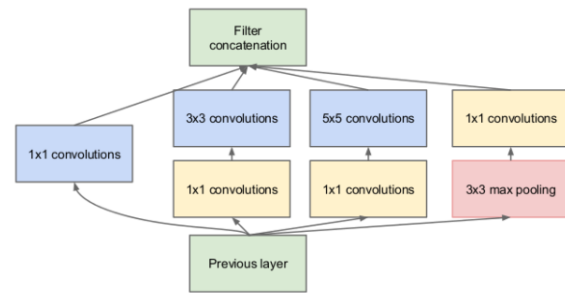 Filter
concatenation
3x3 convolutions
5x5 convolutions
1x1 convolutions
1x1 convolutions
1x1 convolutions
1x1 convolutions
3x3 max pooling
Previous layer